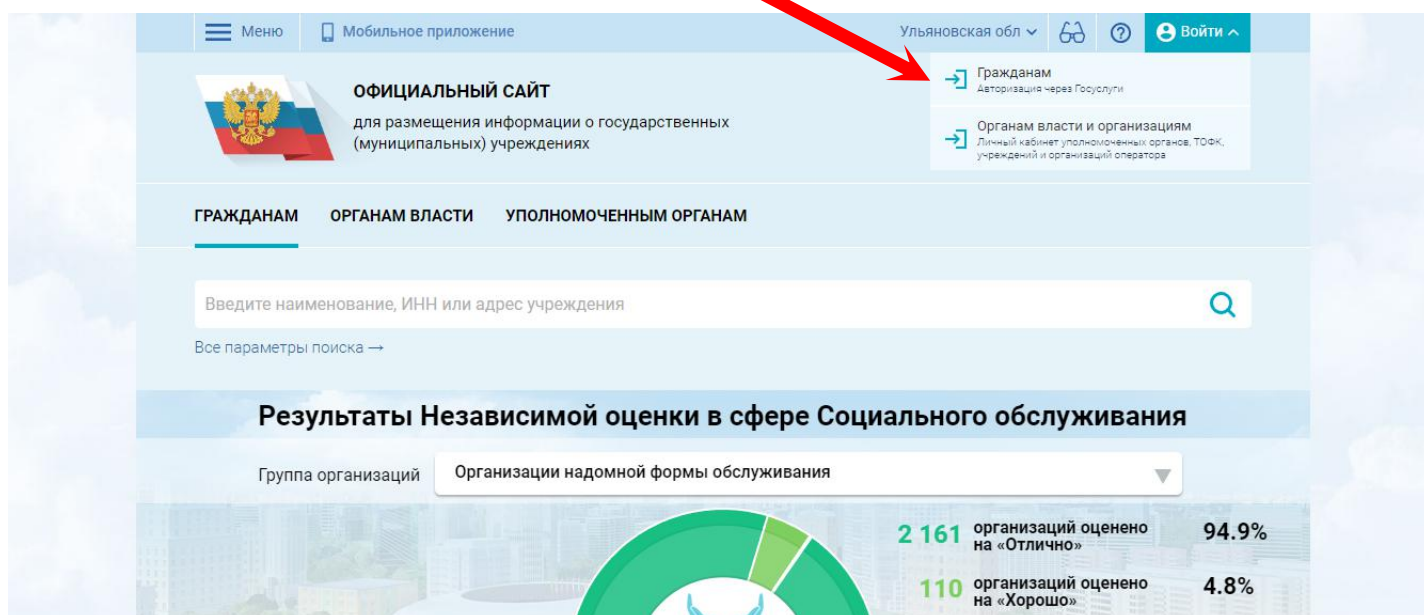 Меню
Мобильное приложение
Ульяновская обл
Войти
Гражданам
Авторизация через Госуслуги
Органам власти и организациям
Личный кабинет уполномоченных органов, ТОФК,
учреждений и организаций оператора
ОФИЦИАЛЬНЫЙ САЙТ
для размещения информации о государственных
(муниципальных) учреждениях
ГРАЖДАНАМ
ОРГАНАМ ВЛАСТИ
УПОЛНОМОЧЕННЫМ ОРГАНАМ
Введите наименование, ИНН или адрес учреждения
Все параметры поиска →
Результаты Независимой оценки в сфере Социального обслуживания
Группа организаций
Организации надомной формы обслуживания
2 161 организаций оценено 94.9%
на «Отлично»
110 организаций оценено 4.8%
на «Хорошо»